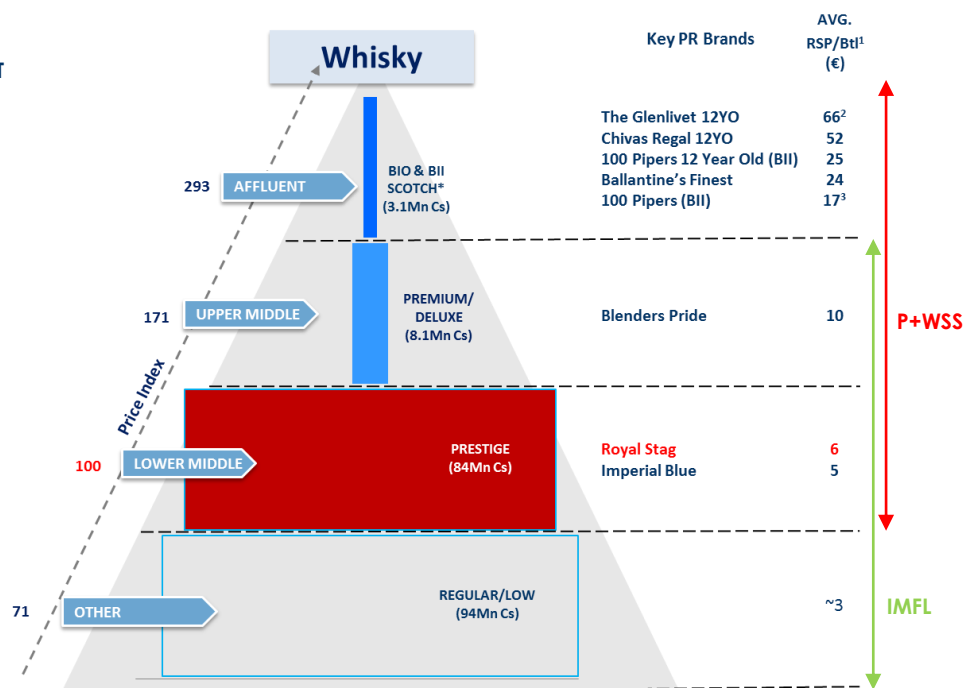 Whisky
Key PR Brands
AVG.
RSP/Btl1
(€)
T
293
AFFLUENT
BIO & BII
SCOTCH*
(3.1Mn Cs)
The Glenlivet 12YO 662
Chivas Regal 12YO 52
100 Pipers 12 Year Old (BII) 25
Ballantine's Finest 24
100 Pipers (BII) 173
171
UPPER MIDDLE
PREMIUM/
DELUXE
(8.1Mn Cs)
Blenders Pride 10
P+WSS
Price Index
100
LOWER MIDDLE
PRESTIGE
(84Mn Cs)
Royal Stag 6
Imperial Blue 5
71
OTHER
REGULAR/LOW
(94Mn Cs)
~3
IMFL